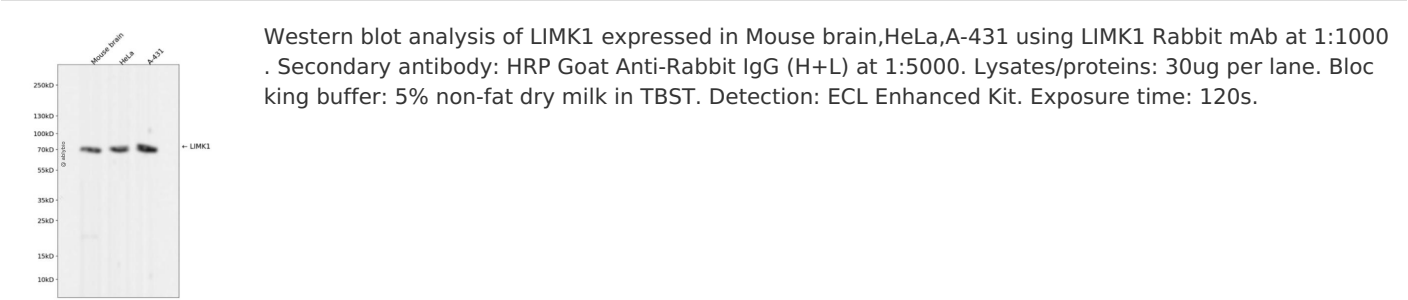 Western blot analysis of LIMK1 expressed in Mouse brain,HeLa,A-431 using LIMK1 Rabbit mAb at 1:1000
. Secondary antibody: HRP Goat Anti-Rabbit IgG (H+L) at 1:5000. Lysates/proteins: 30ug per lane. Bloc
king buffer: 5% non-fat dry milk in TBST. Detection: ECL Enhanced Kit. Exposure time: 120s.
Mouse brain
HeLa
A-431
250kD
130kD
100kD
70kD
55kD
35kD
25kD
15kD
10kD
← LIMK1